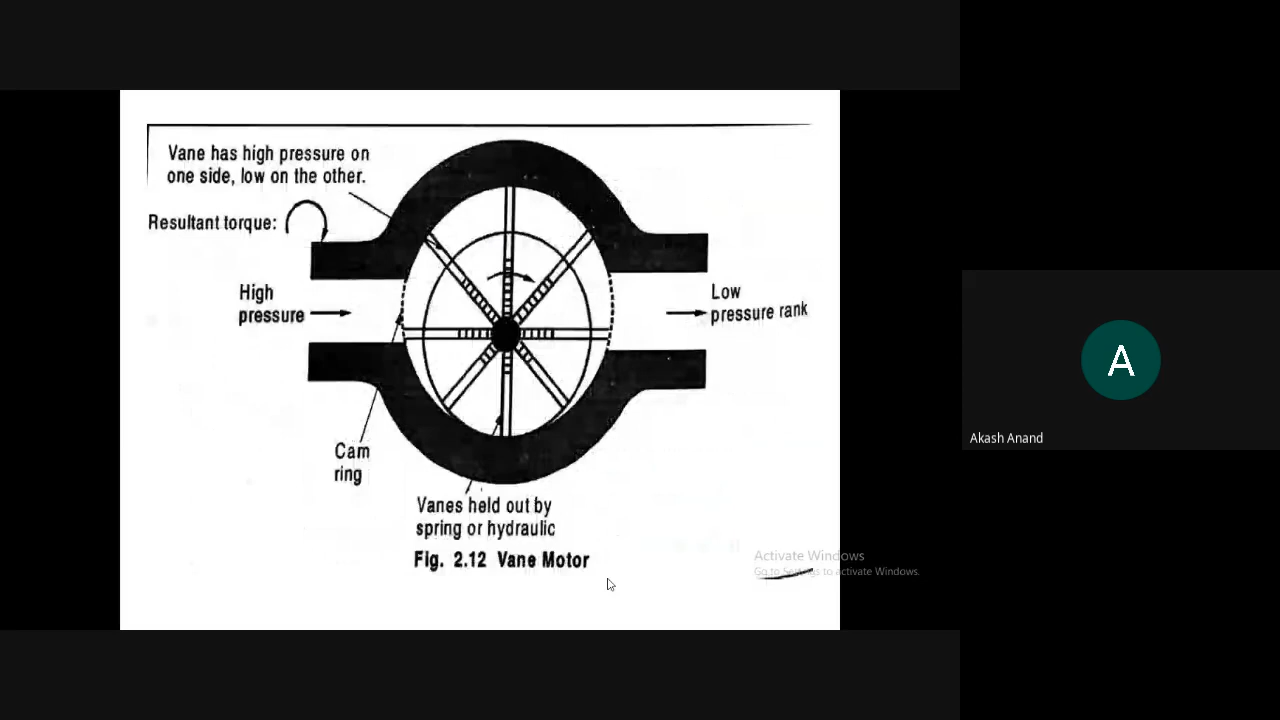 Vane has high pressure on
one side, low on the other.
Resultant torque:
High
pressure
Low
pressure rank
Cam
ring
Vanes held out by
spring or hydraulic
Fig. 2.12 Vane Motor
Activate Windows
Go to Settings to activate Windows.
A
Akash Anand